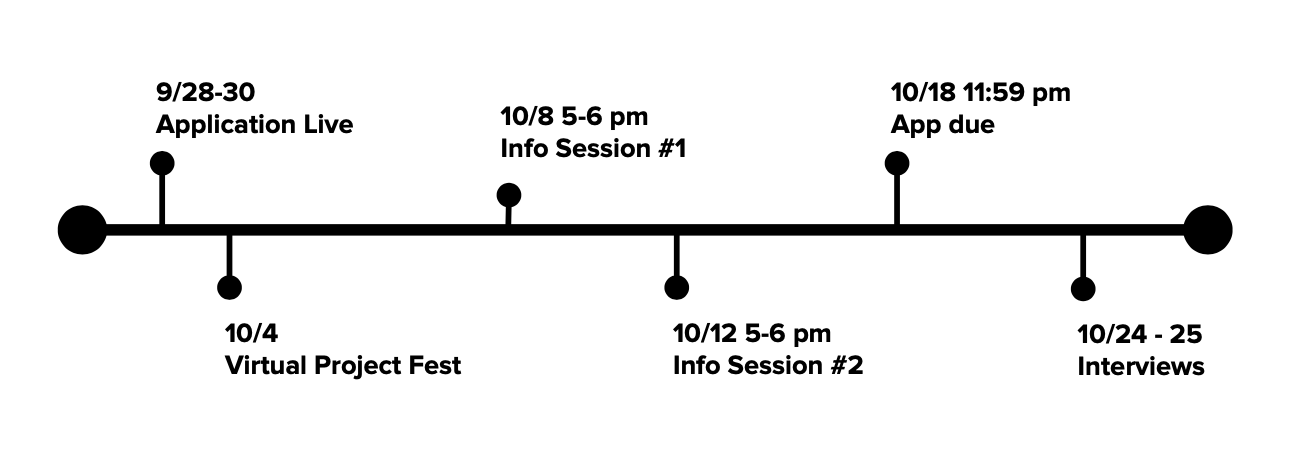 9/28-30
Application Live
10/4
Virtual Project Fest
10/8 5-6 pm
Info Session #1
10/12 5-6 pm
Info Session #2
10/18 11:59 pm
App due
10/24 - 25
Interviews